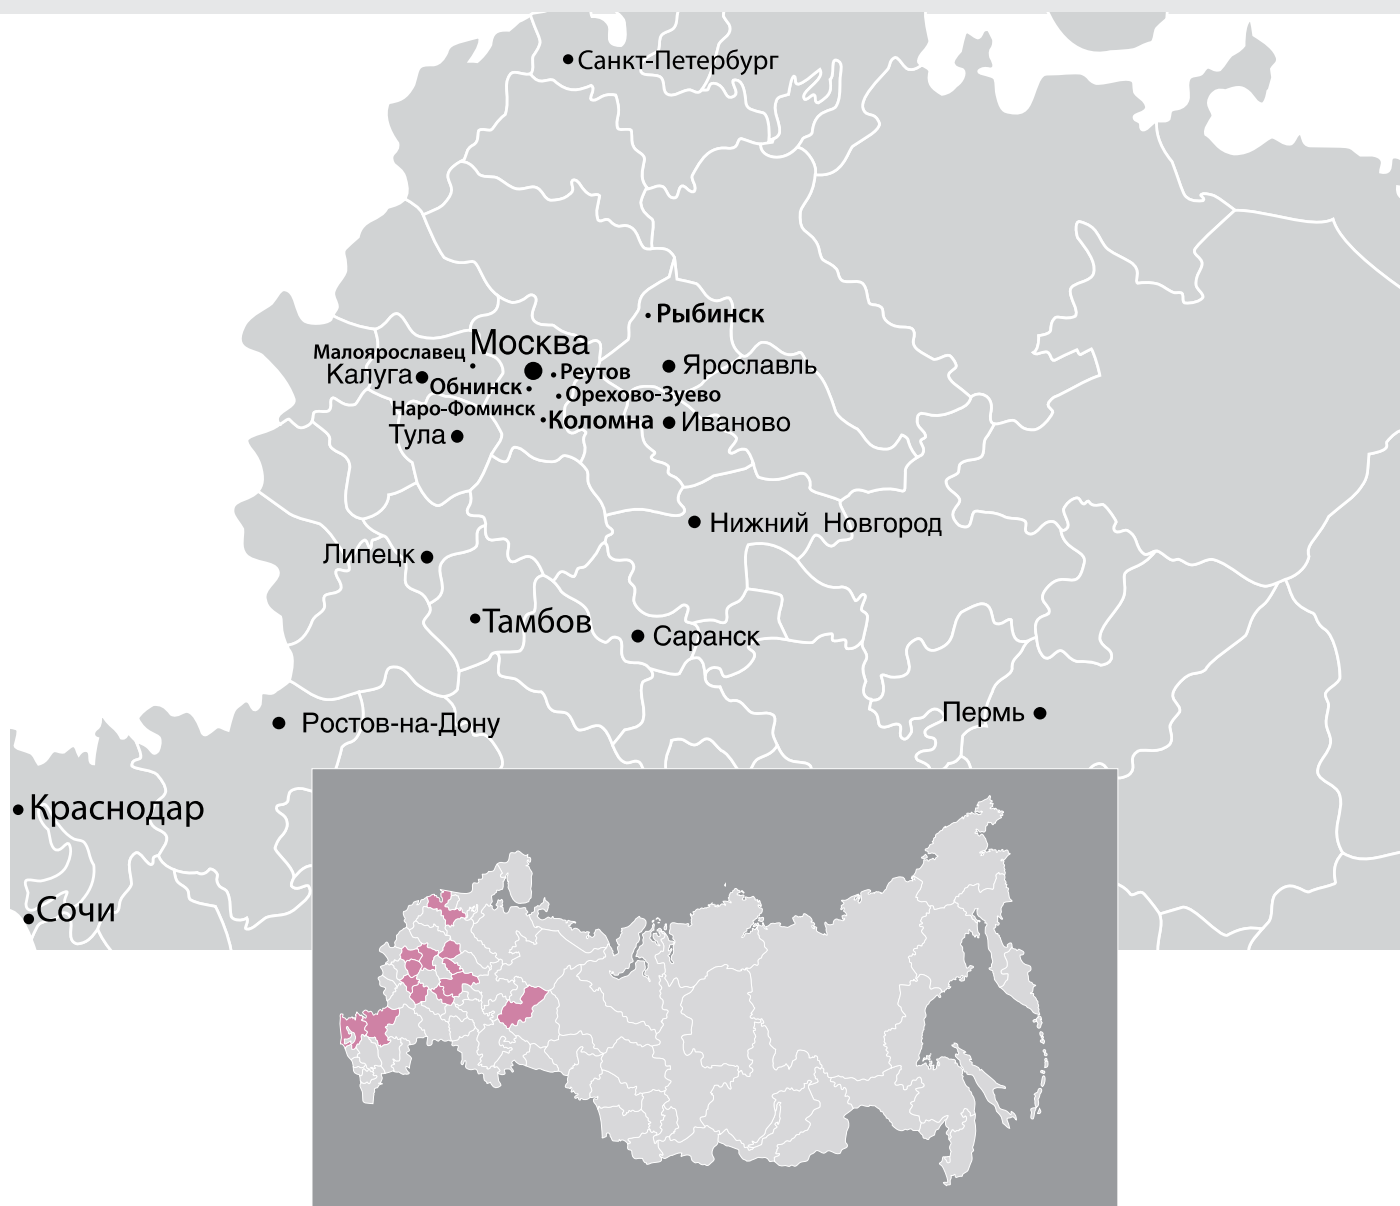 Санкт-Петербург
Рыбинск
Москва
Малоярославец
Ярославль
Калуга
Реутов
Обнинск
Орехово-Зуево
Наро-Фоминск
Коломна
Иваново
Тула
Нижний Новгород
Липецк
Тамбов
Саранск
Пермь
Ростов-на-Дону
Краснодар
Сочи